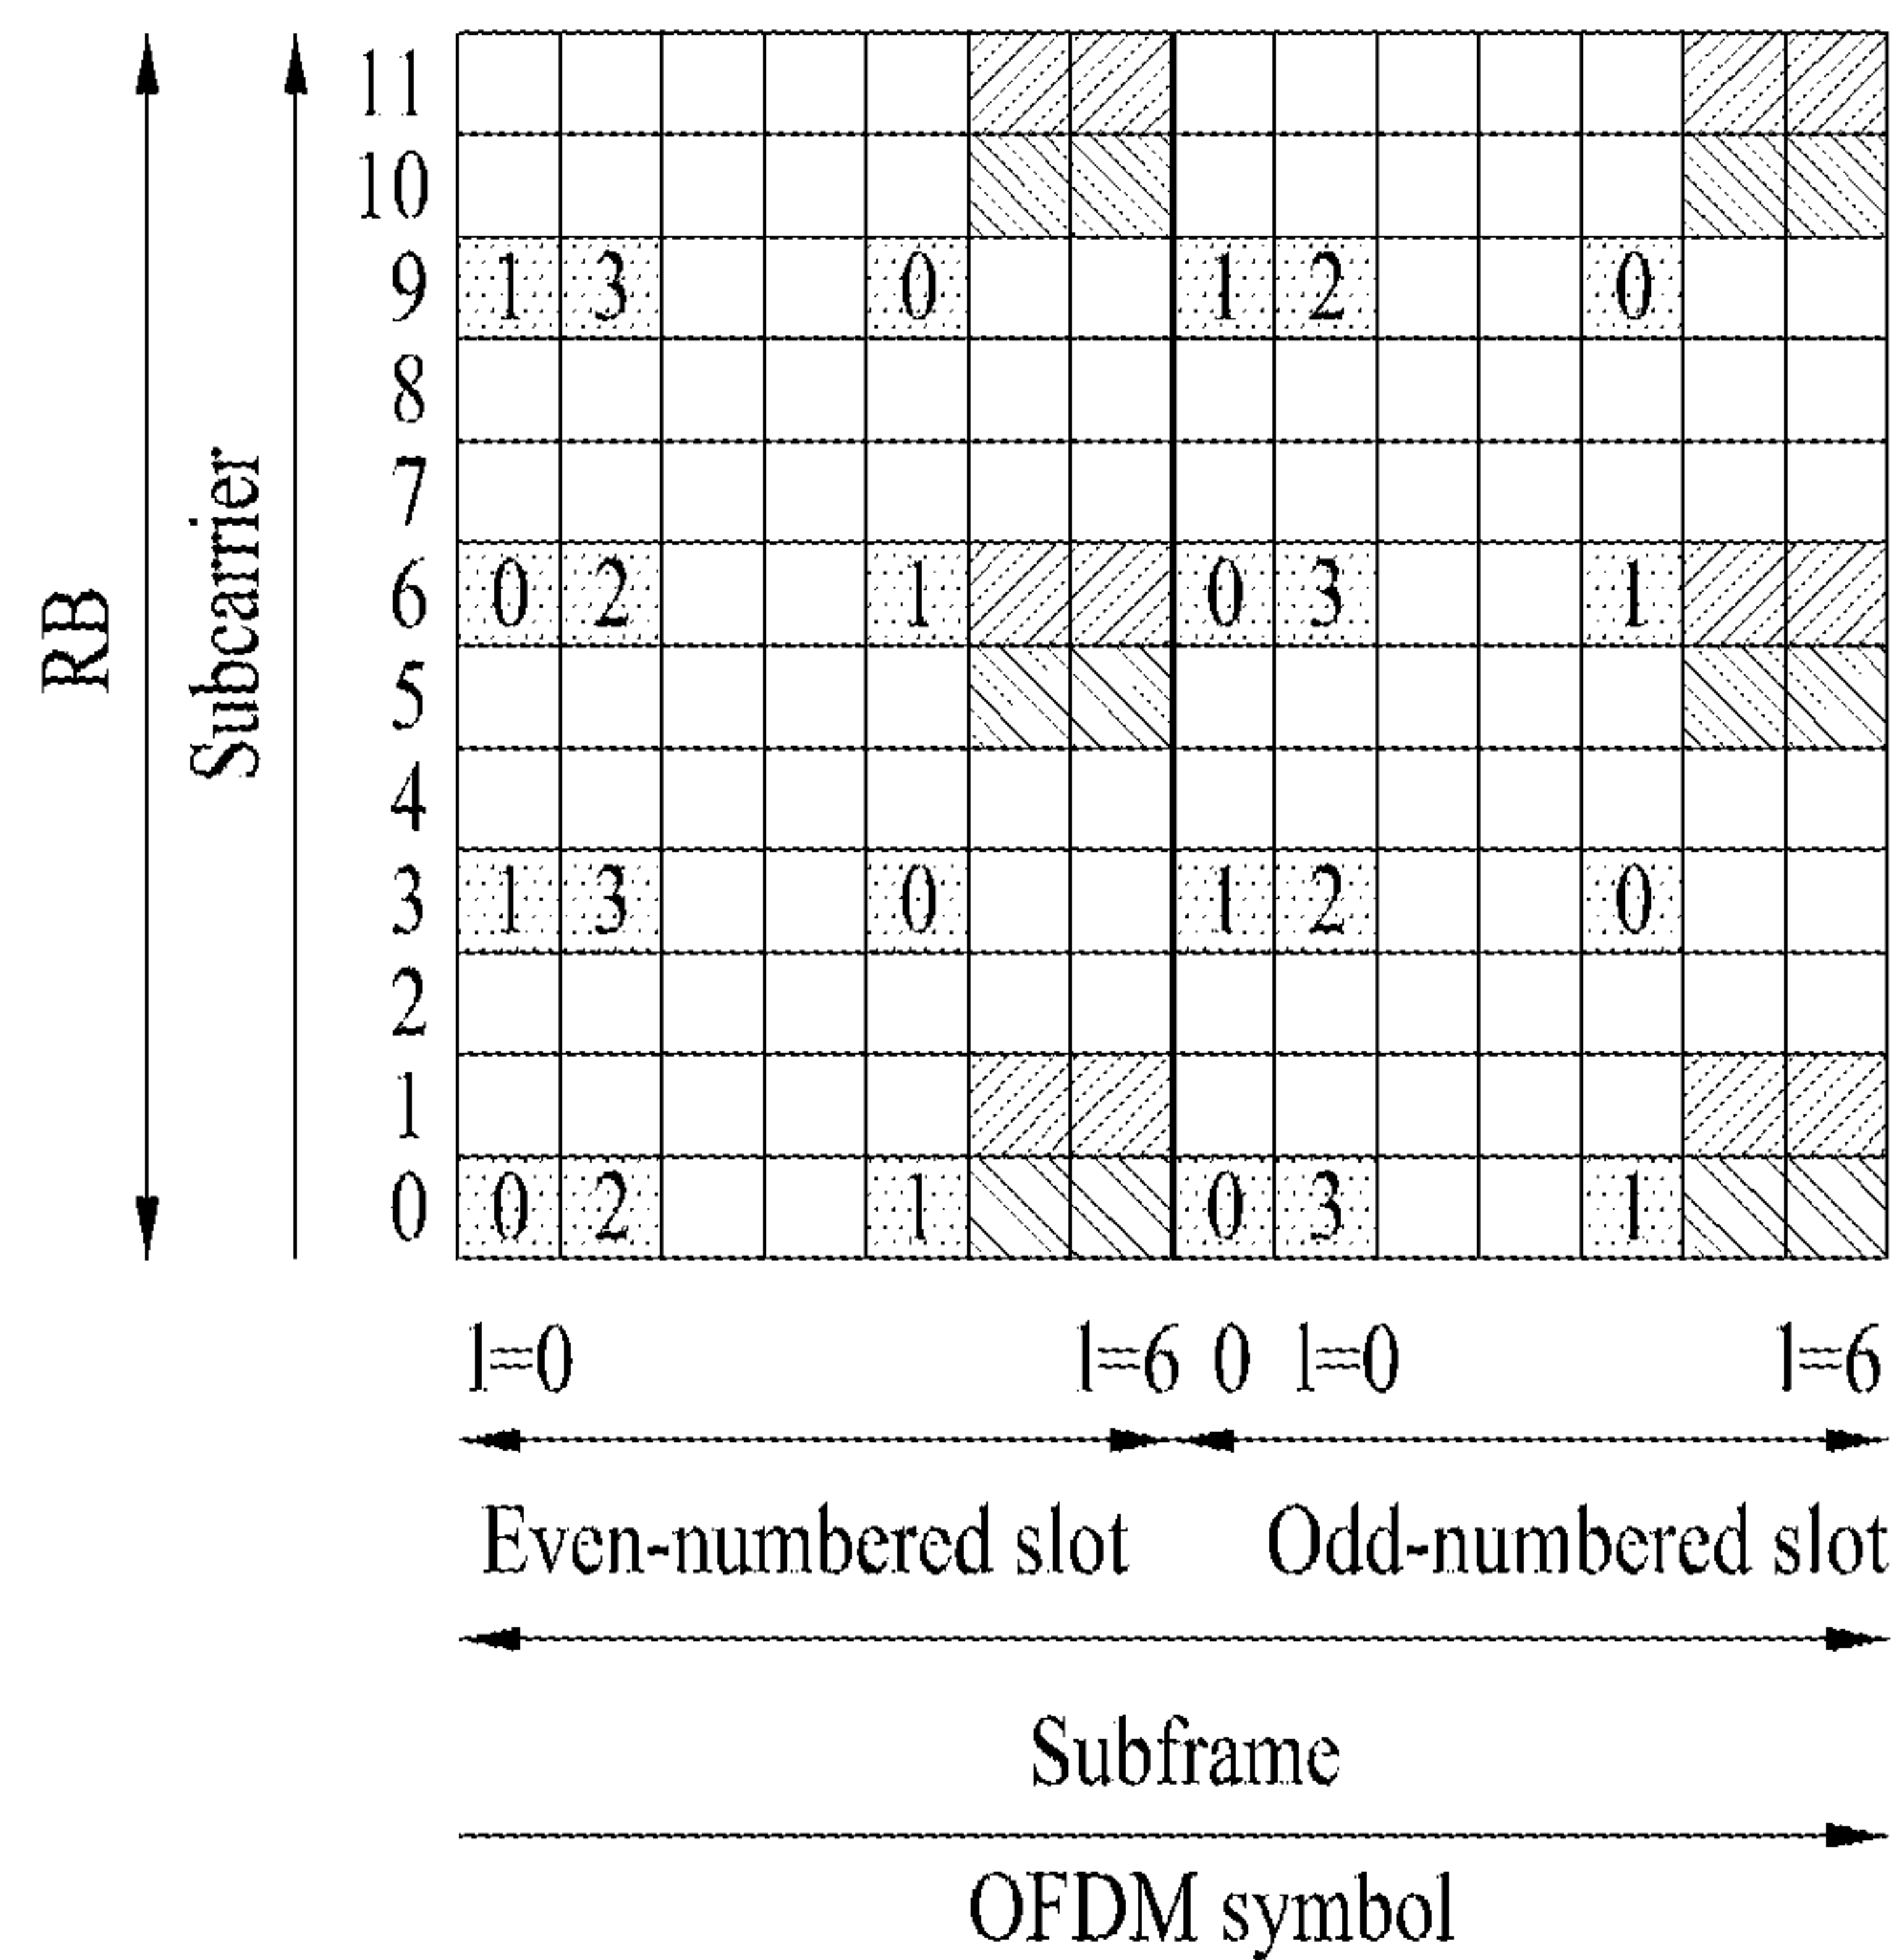 RB
Subcarrier
11
10
9 1 3 0 1 2 0
8
7
6 0 2 1 0 3 1
5
4
3 1 3 0 1 2 0
2
1
0 0 2 1 0 3 1
l=0 l=6 0 l=0 l=6
Even-numbered slot Odd-numbered slot
Subframe
OFDM symbol